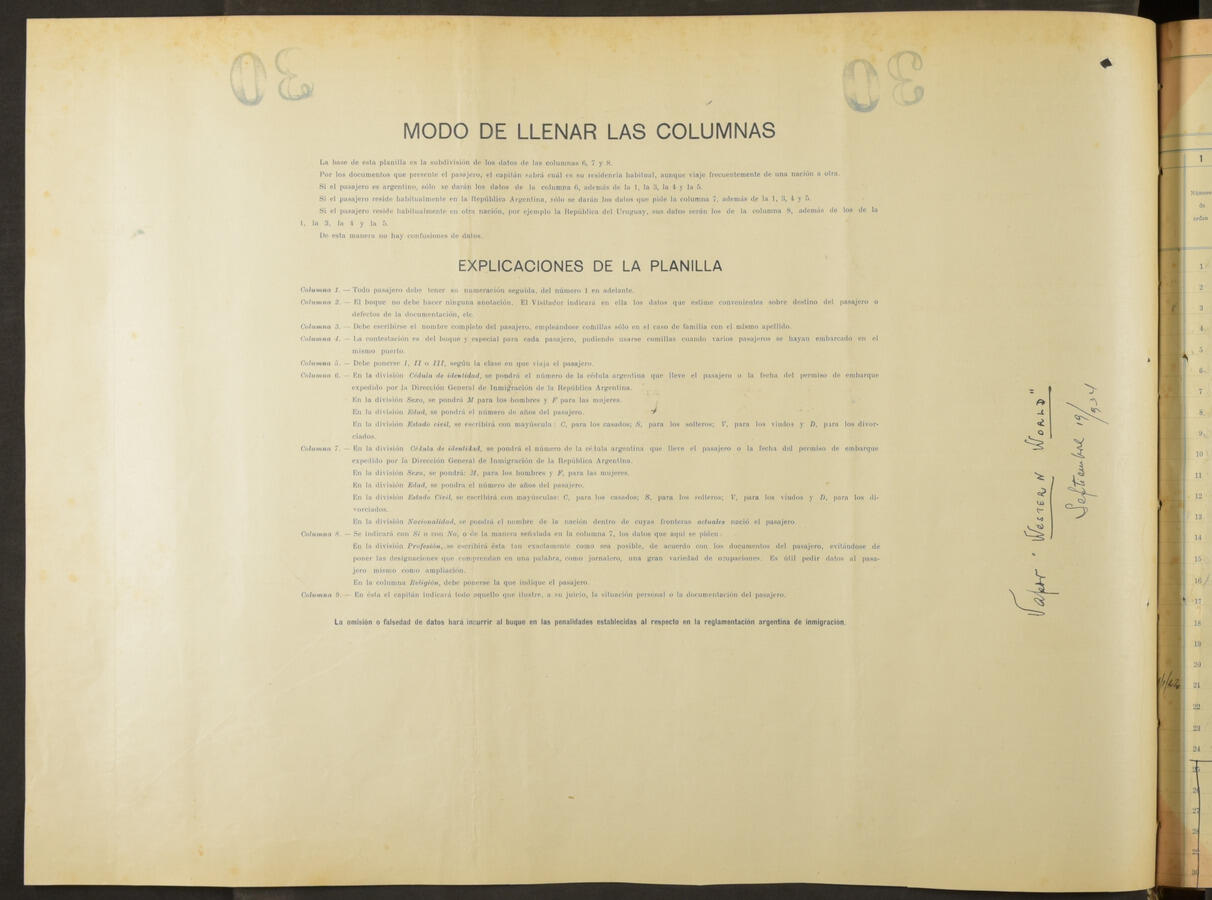 30 30
MODO DE LLENAR LAS COLUMNAS
La base de esta planilla es la subdivisión de los datos de las columnas 6, 7 y 8.
Por los documentos que presente el pasajero, el capitán sabrá cuál es su residencia habitual, aunque viaje frecuentemente de una nación a otra.
Si el pasajero es argentino, sólo se darán los datos de la columna 6, además de la 1, la 3, la 4 y la 5.
Si el pasajero reside habitualmente en la República Argentina, sólo se darán los datos que pide la columna 7, además de la 1, 3, 4 y 5.
Si el pasajero reside habitualmente en otra nación, por ejemplo la República del Uruguay, sus datos serán los de la columna 8, además de los de la
1, la 3, la 4 y la 5.
De esta manera no hay confusiones de datos.
EXPLICACIONES DE LA PLANILLA
Columna 1. — Todo pasajero debe tener su numeración seguida, del número 1 en adelante.
Columna 2. — El buque no debe hacer ninguna anotación. El Visitador indicará en ella los datos que estime convenientes sobre destino del pasajero o
defectos de la documentación, etc.
Columna 3. — Debe escribirse el nombre completo del pasajero, empleándose comillas sólo en el caso de familia con el mismo apellido.
Columna 4. — La contestación es del buque y especial para cada pasajero, pudiendo usarse comillas cuando varios pasajeros se hayan embarcado en el
mismo puerto.
Columna 5. — Debe ponerse I, II o III, según la clase en que viaja el pasajero.
Columna 6. — En la división Cédula de identidad, se pondrá el número de la cédula argentina que lleve el pasajero o la fecha del permiso de embarque
expedido por la Dirección General de Inmigración de la República Argentina.
En la división Sexo, se pondrá M para los hombres y F para las mujeres.
En la división Edad, se pondrá el número de años del pasajero.
En la división Estado civil, se escribirá con mayúscula: C, para los casados; S, para los solteros; V, para los viudos y D, para los divor-
ciados.
Columna 7. — En la división Cédula de identidad, se pondrá el número de la cédula argentina que lleve el pasajero o la fecha del permiso de embarque
expedido por la Dirección General de Inmigración de la República Argentina.
En la división Sexo, se pondrá: M, para los hombres y F, para las mujeres.
En la división Edad, se pondra el número de años del pasajero.
En la división Estado Civil, se escribirá con mayúsculas: C, para los casados; S, para los solteros; V, para los viudos y D, para los di-
vorciados.
En la división Nacionalidad, se pondrá el nombre de la nación dentro de cuyas fronteras actuales nació el pasajero.
Columna 8. — Se indicará con Si o con No, o de la manera señalada en la columna 7, los datos que aquí se piden:
En la división Profesión, se escribirá ésta tan exactamente como sea posible, de acuerdo con los documentos del pasajero, evitándose de
poner las designaciones que comprendan en una palabra, como jornalero, una gran variedad de ocupaciones. Es útil pedir datos al pasa-
jero mismo como ampliación.
En la columna Religión, debe ponerse la que indique el pasajero.
Columna 9. — En ésta el capitán indicará todo aquello que ilustre, a su juicio, la situación personal o la documentación del pasajero.
La omisión o falsedad de datos hará incurrir al buque en las penalidades establecidas al respecto en la reglamentación argentina de inmigración.
Vapor "WESTERN WORLD"
Septiembre 19/934
1
Número
de
orden
1
2
3
4
5
6
7
8
9
10
11
12
13
14
15
16
17
18
19
20
21
22
23
24
25